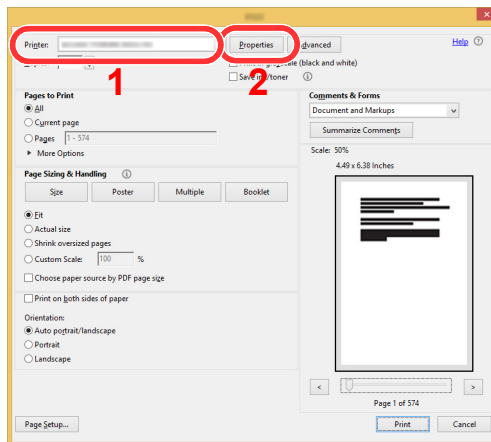 Printer:
Properties
Advanced
Help
(black and white)
Save ink/toner
1
2
Pages to Print
All
Current page
Pages 1 - 574
More Options
Page Sizing & Handling
Size Poster Multiple Booklet
Fit
Actual size
Shrink oversized pages
Custom Scale: 100 %
Choose paper source by PDF page size
Print on both sides of paper
Orientation:
Auto portrait/landscape
Portrait
Landscape
Comments & Forms
Document and Markups
Summarize Comments
Scale: 50%
4.49 x 6.38 Inches
< >
Page 1 of 574
Page Setup...
Print
Cancel